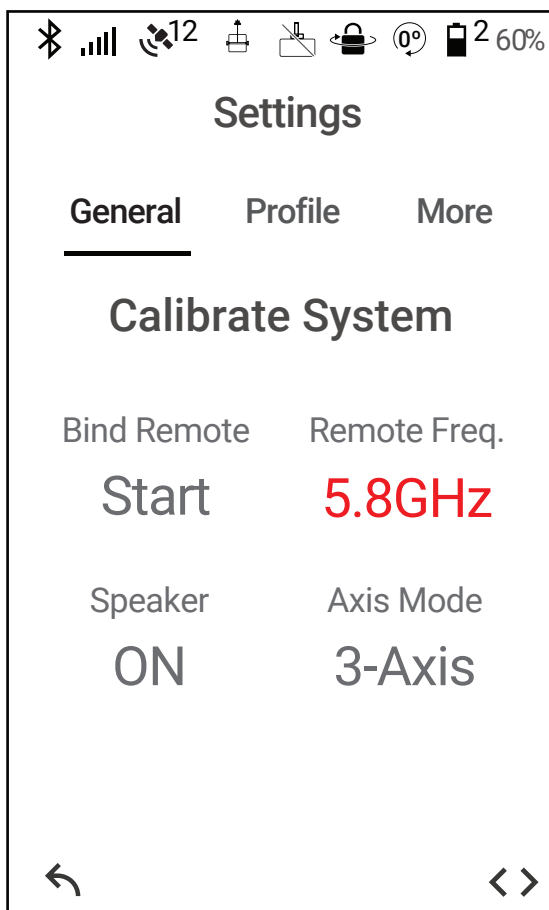 12 0° 2 60%
Settings
General Profile More
Calibrate System
Bind Remote Remote Freq.
Start 5.8GHz
Speaker Axis Mode
ON 3-Axis